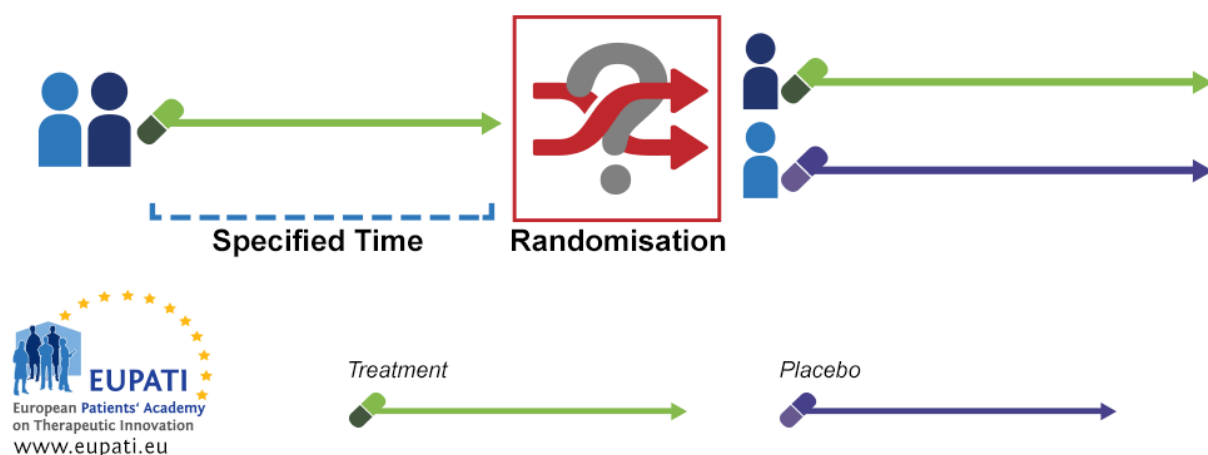 Specified Time
Randomisation
EUPATI
European Patients' Academy
on Therapeutic Innovation
www.eupati.eu
Treatment
Placebo